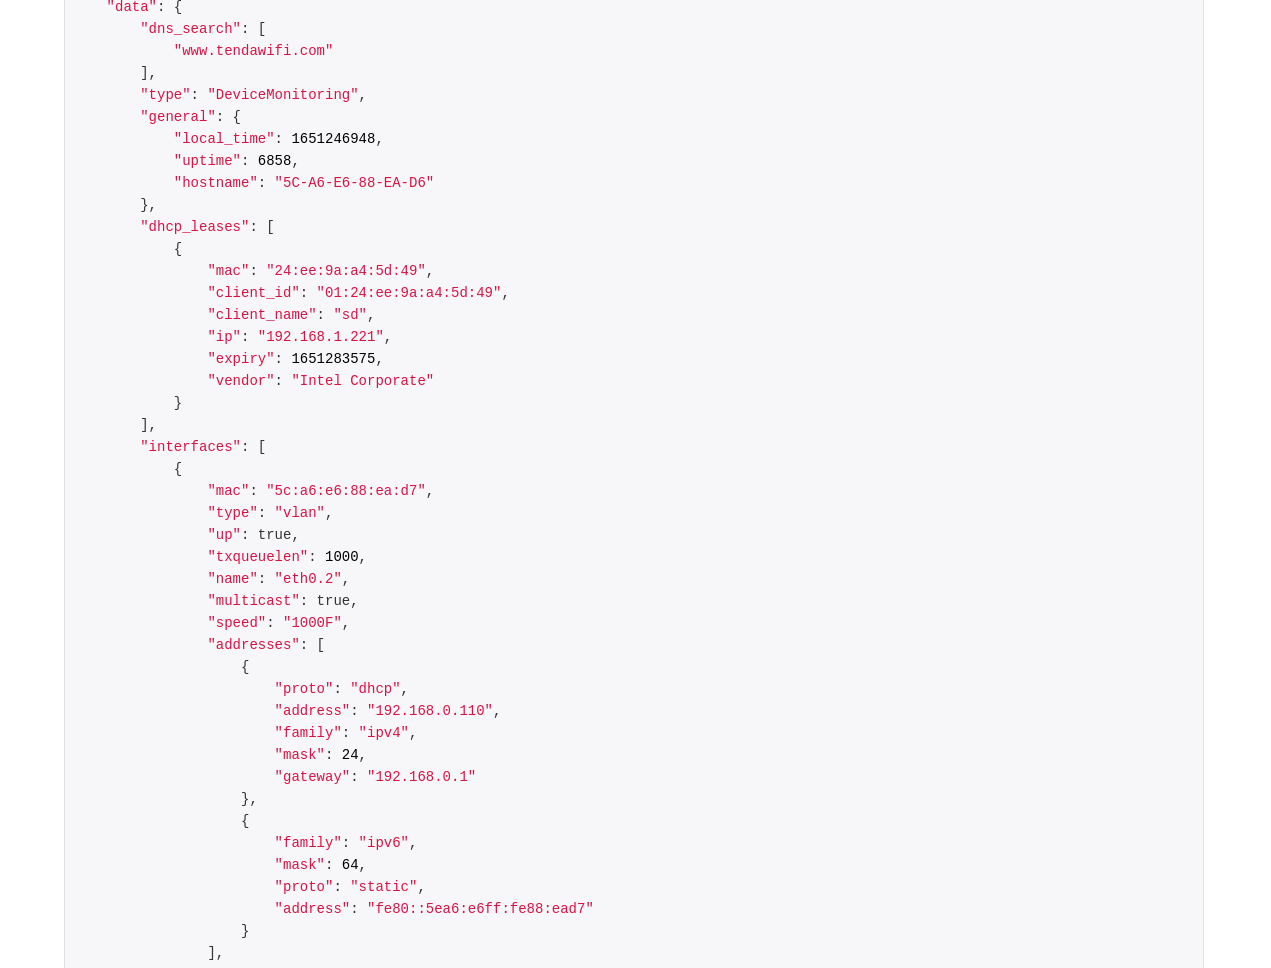 "data": {
"dns_search": [
"www.tendawifi.com"
],
"type": "DeviceMonitoring",
"general": {
"local_time": 1651246948,
"uptime": 6858,
"hostname": "5C-A6-E6-88-EA-D6"
},
"dhcp_leases": [
{
"mac": "24:ee:9a:a4:5d:49",
"client_id": "01:24:ee:9a:a4:5d:49",
"client_name": "sd",
"ip": "192.168.1.221",
"expiry": 1651283575,
"vendor": "Intel Corporate"
}
],
"interfaces": [
{
"mac": "5c:a6:e6:88:ea:d7",
"type": "vlan",
"up": true,
"txqueuelen": 1000,
"name": "eth0.2",
"multicast": true,
"speed": "1000F",
"addresses": [
{
"proto": "dhcp",
"address": "192.168.0.110",
"family": "ipv4",
"mask": 24,
"gateway": "192.168.0.1"
},
{
"family": "ipv6",
"mask": 64,
"proto": "static",
"address": "fe80::5ea6:e6ff:fe88:ead7"
}
],